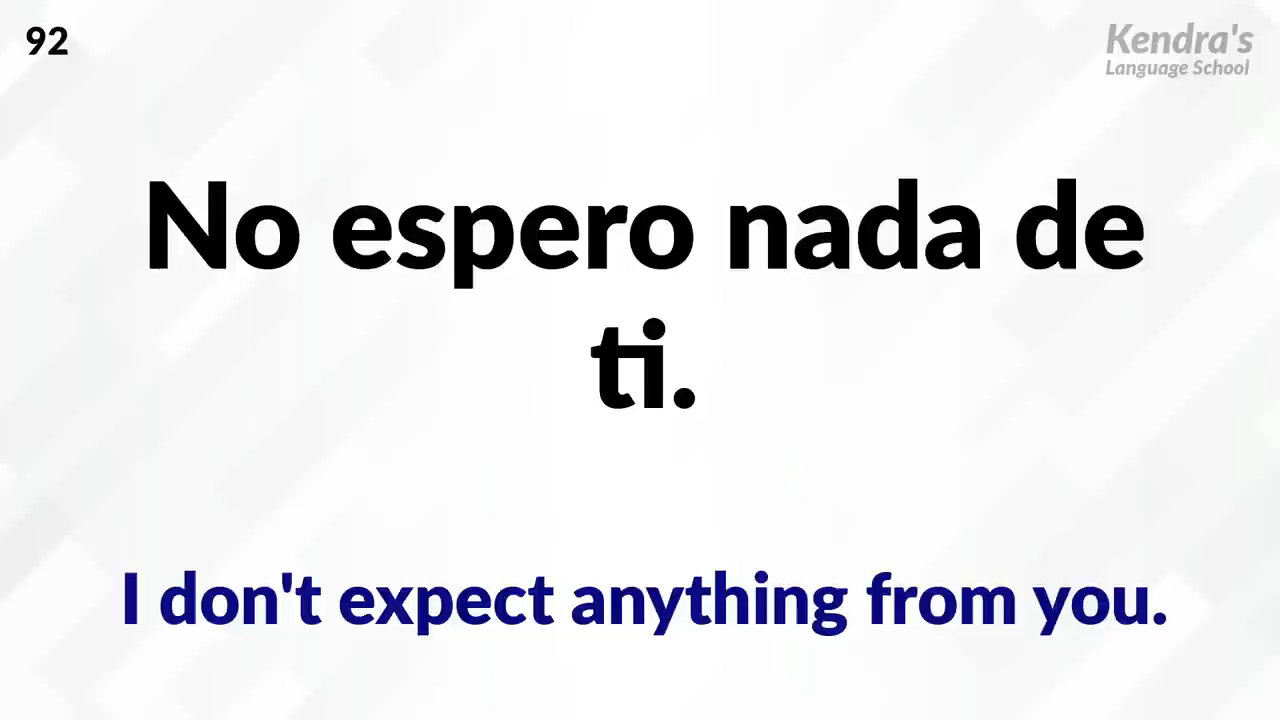 92
Kendra's
Language School
No espero nada de
ti.
I don't expect anything from you.